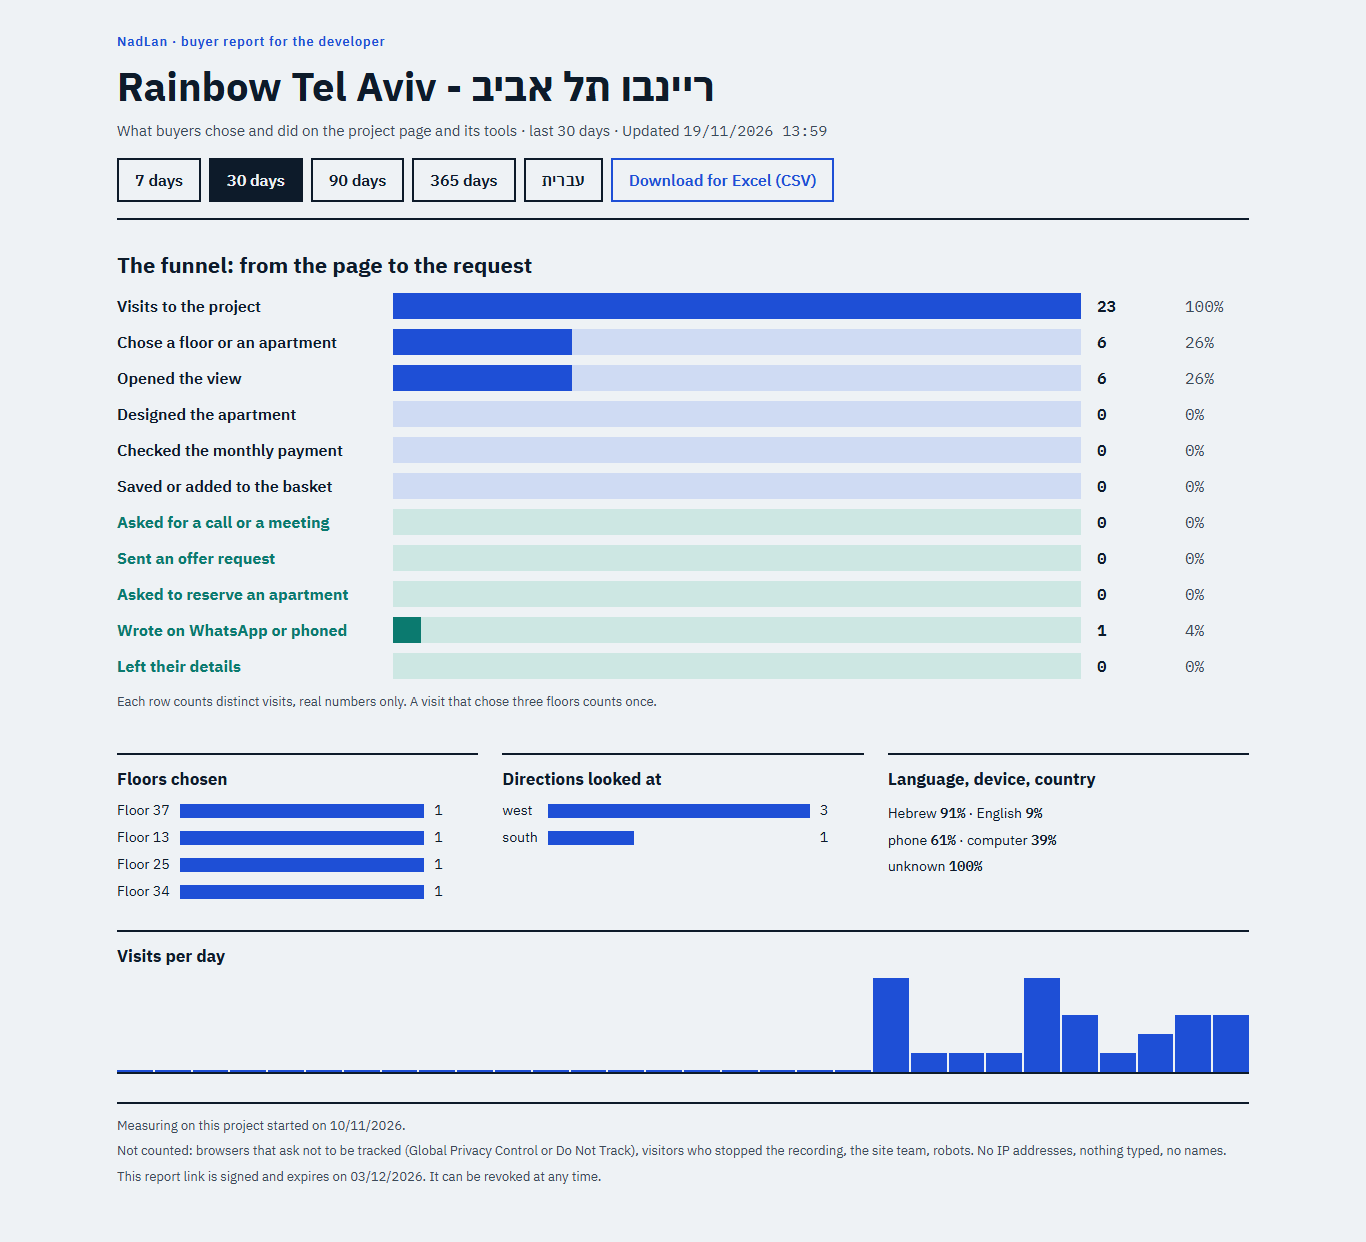 NadLan · buyer report for the developer
Rainbow Tel Aviv - ריינבו תל אביב
What buyers chose and did on the project page and its tools · last 30 days · Updated 19/11/2026 13:59
7 days
30 days
90 days
365 days
עברית
Download for Excel (CSV)
The funnel: from the page to the request
Visits to the project 23 100%
Chose a floor or an apartment 6 26%
Opened the view 6 26%
Designed the apartment 0 0%
Checked the monthly payment 0 0%
Saved or added to the basket 0 0%
Asked for a call or a meeting 0 0%
Sent an offer request 0 0%
Asked to reserve an apartment 0 0%
Wrote on WhatsApp or phoned 1 4%
Left their details 0 0%
Each row counts distinct visits, real numbers only. A visit that chose three floors counts once.
Floors chosen
Floor 37 1
Floor 13 1
Floor 25 1
Floor 34 1
Directions looked at
west 3
south 1
Language, device, country
Hebrew 91% · English 9%
phone 61% · computer 39%
unknown 100%
Visits per day
Measuring on this project started on 10/11/2026.
Not counted: browsers that ask not to be tracked (Global Privacy Control or Do Not Track), visitors who stopped the recording, the site team, robots. No IP addresses, nothing typed, no names.
This report link is signed and expires on 03/12/2026. It can be revoked at any time.